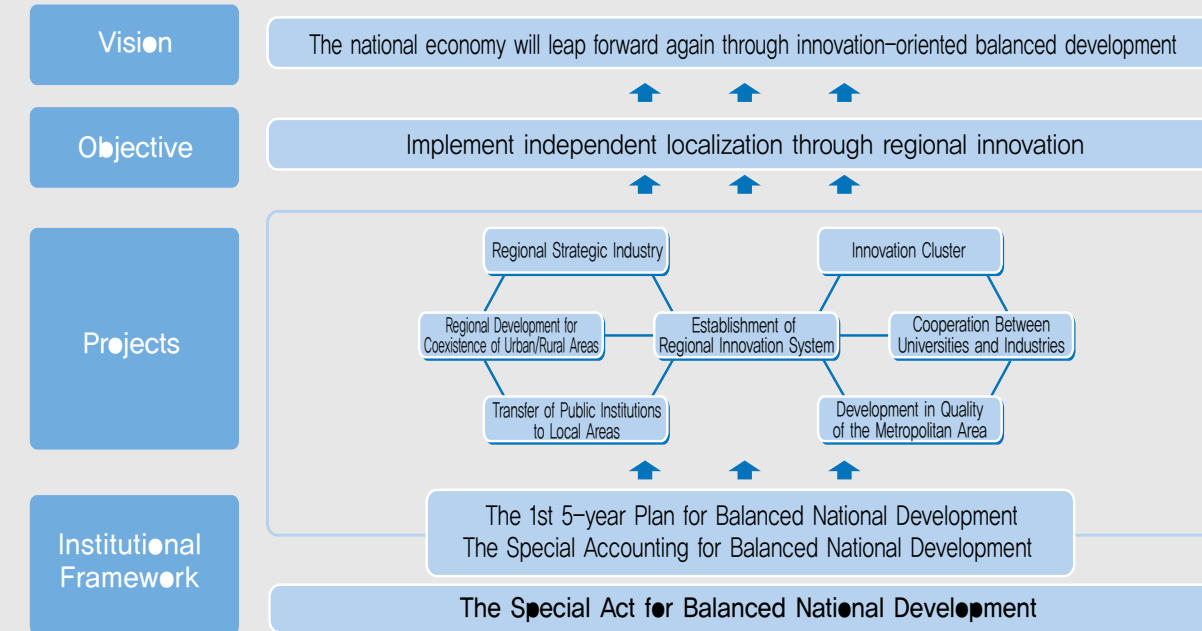 Vision
The national economy will leap forward again through innovation-oriented balanced development
Objective
Implement independent localization through regional innovation
Projects
Regional Strategic Industry
Innovation Cluster
Regional Development for
Coexistence of Urban/Rural Areas
Establishment of
Regional Innovation System
Cooperation Between
Universities and Industries
Transfer of Public Institutions
to Local Areas
Development in Quality
of the Metropolitan Area
Institutional
Framework
The 1st 5-year Plan for Balanced National Development
The Special Accounting for Balanced National Development
The Special Act for Balanced National Development